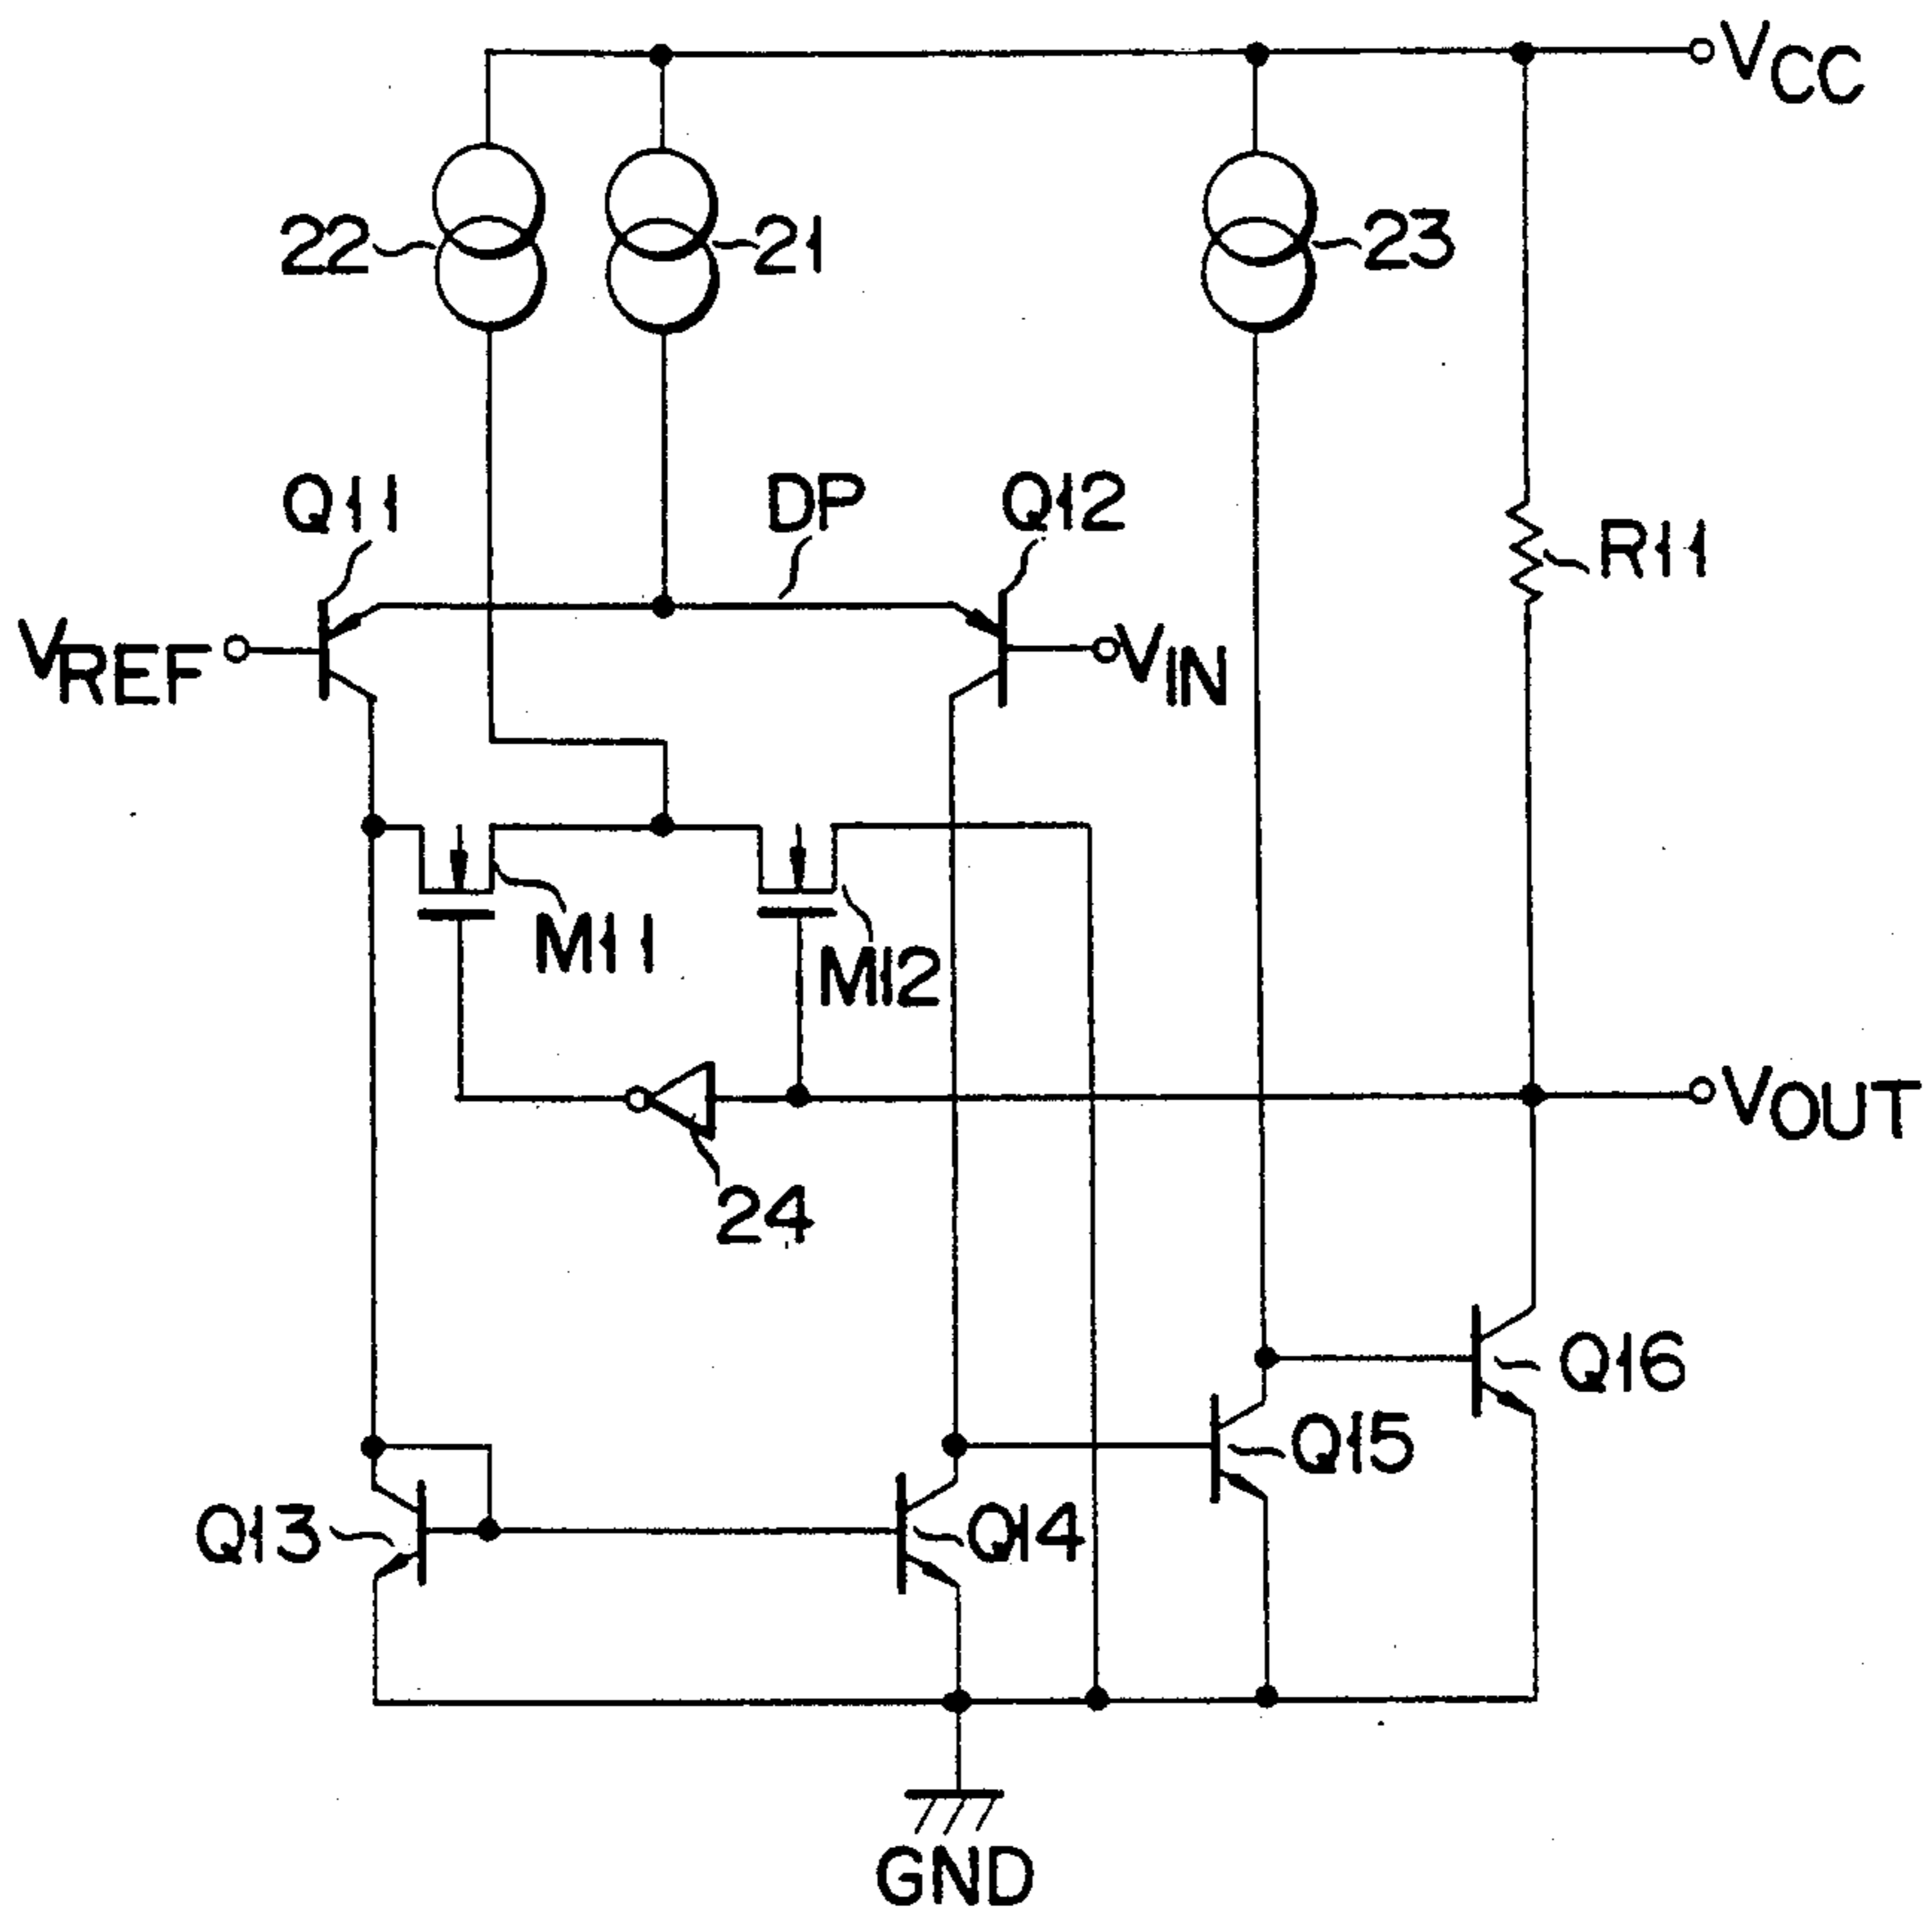 VCC
22
21
23
Q11
DP
Q12
R11
VREF
VIN
M11
M12
VOUT
24
Q16
Q15
Q13
Q14
GND